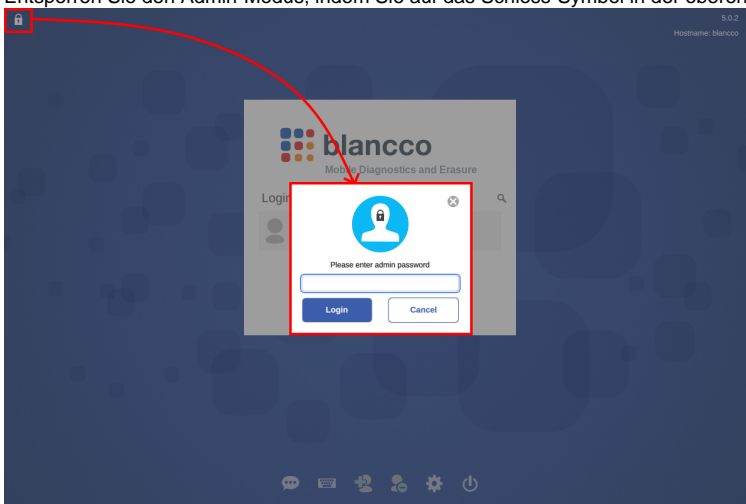 Entsperren Sie den Admin-Modus, indem Sie auf das Schloss-Symbol in der oberen
5.0.2
Hostname: blancco
blancco
Mobile Diagnostics and Erasure
Login
Please enter admin password
Login
Cancel